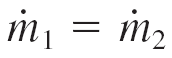 ṁ₁ = ṁ₂